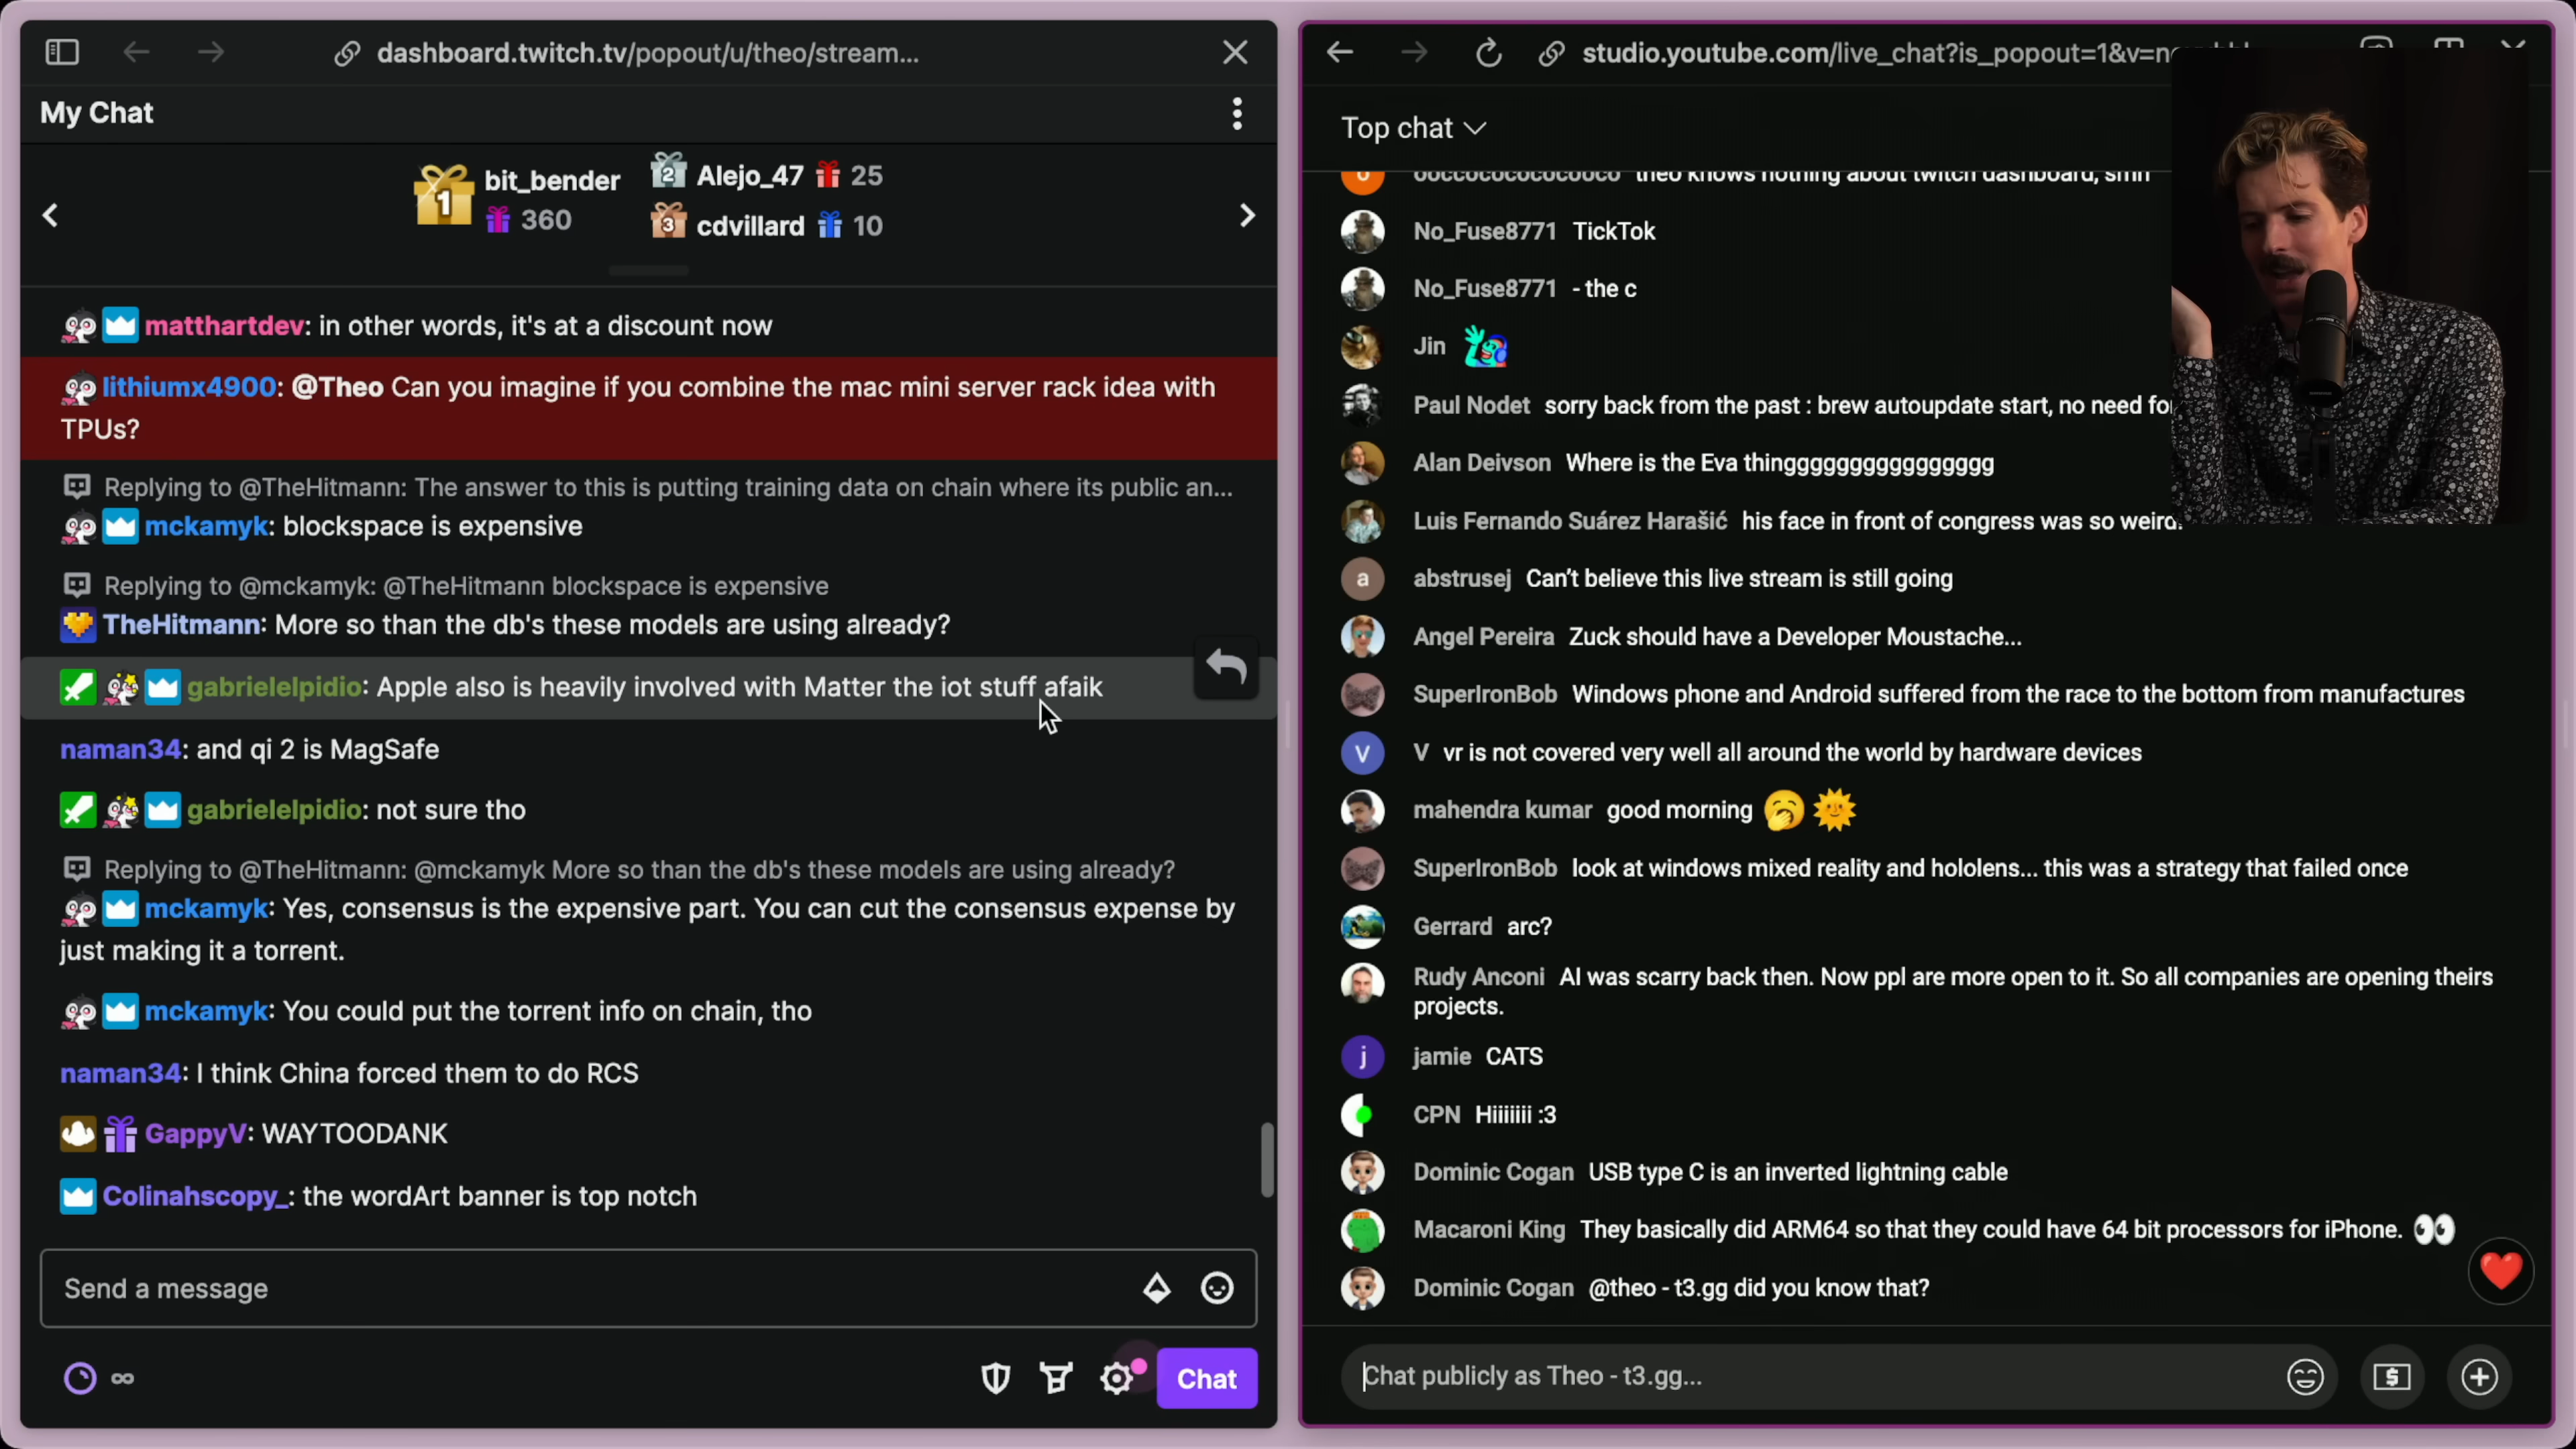 dashboard.twitch.tv/popout/u/theo/stream...
My Chat
1 bit_bender
360
2 Alejo_47 25
3 cdvillard 10
matthartdev: in other words, it's at a discount now
lithiumx4900: @Theo Can you imagine if you combine the mac mini server rack idea with
TPUs?
Replying to @TheHitmann: The answer to this is putting training data on chain where its public an...
mckamyk: blockspace is expensive
Replying to @mckamyk: @TheHitmann blockspace is expensive
TheHitmann: More so than the db's these models are using already?
gabrielelpidio: Apple also is heavily involved with Matter the iot stuff afaik
naman34: and qi 2 is MagSafe
gabrielelpidio: not sure tho
Replying to @TheHitmann: @mckamyk More so than the db's these models are using already?
mckamyk: Yes, consensus is the expensive part. You can cut the consensus expense by
just making it a torrent.
mckamyk: You could put the torrent info on chain, tho
naman34: I think China forced them to do RCS
GappyV: WAYTOODANK
Colinahscopy_: the wordArt banner is top notch
Send a message
Chat
studio.youtube.com/live_chat?is_popout=1&v=
Top chat
theo knows nothing about twitch dashboard, smh
No_Fuse8771 TickTok
No_Fuse8771 - the c
Jin
Paul Nodet sorry back from the past : brew autoupdate start, no need
Alan Deivson Where is the Eva thingggggggggggggggg
Luis Fernando Suárez Harašić his face in front of congress was so weird.
a abstrusej Can't believe this live stream is still going
Angel Pereira Zuck should have a Developer Moustache...
SuperIronBob Windows phone and Android suffered from the race to the bottom from manufactures
V V vr is not covered very well all around the world by hardware devices
mahendra kumar good morning 🥱 🌞
SuperIronBob look at windows mixed reality and hololens... this was a strategy that failed once
Gerrard arc?
Rudy Anconi AI was scarry back then. Now ppl are more open to it. So all companies are opening theirs
projects.
j jamie CATS
CPN Hiiiiiii :3
Dominic Cogan USB type C is an inverted lightning cable
Macaroni King They basically did ARM64 so that they could have 64 bit processors for iPhone. 👀
Dominic Cogan @theo - t3.gg did you know that?
Chat publicly as Theo - t3.gg...